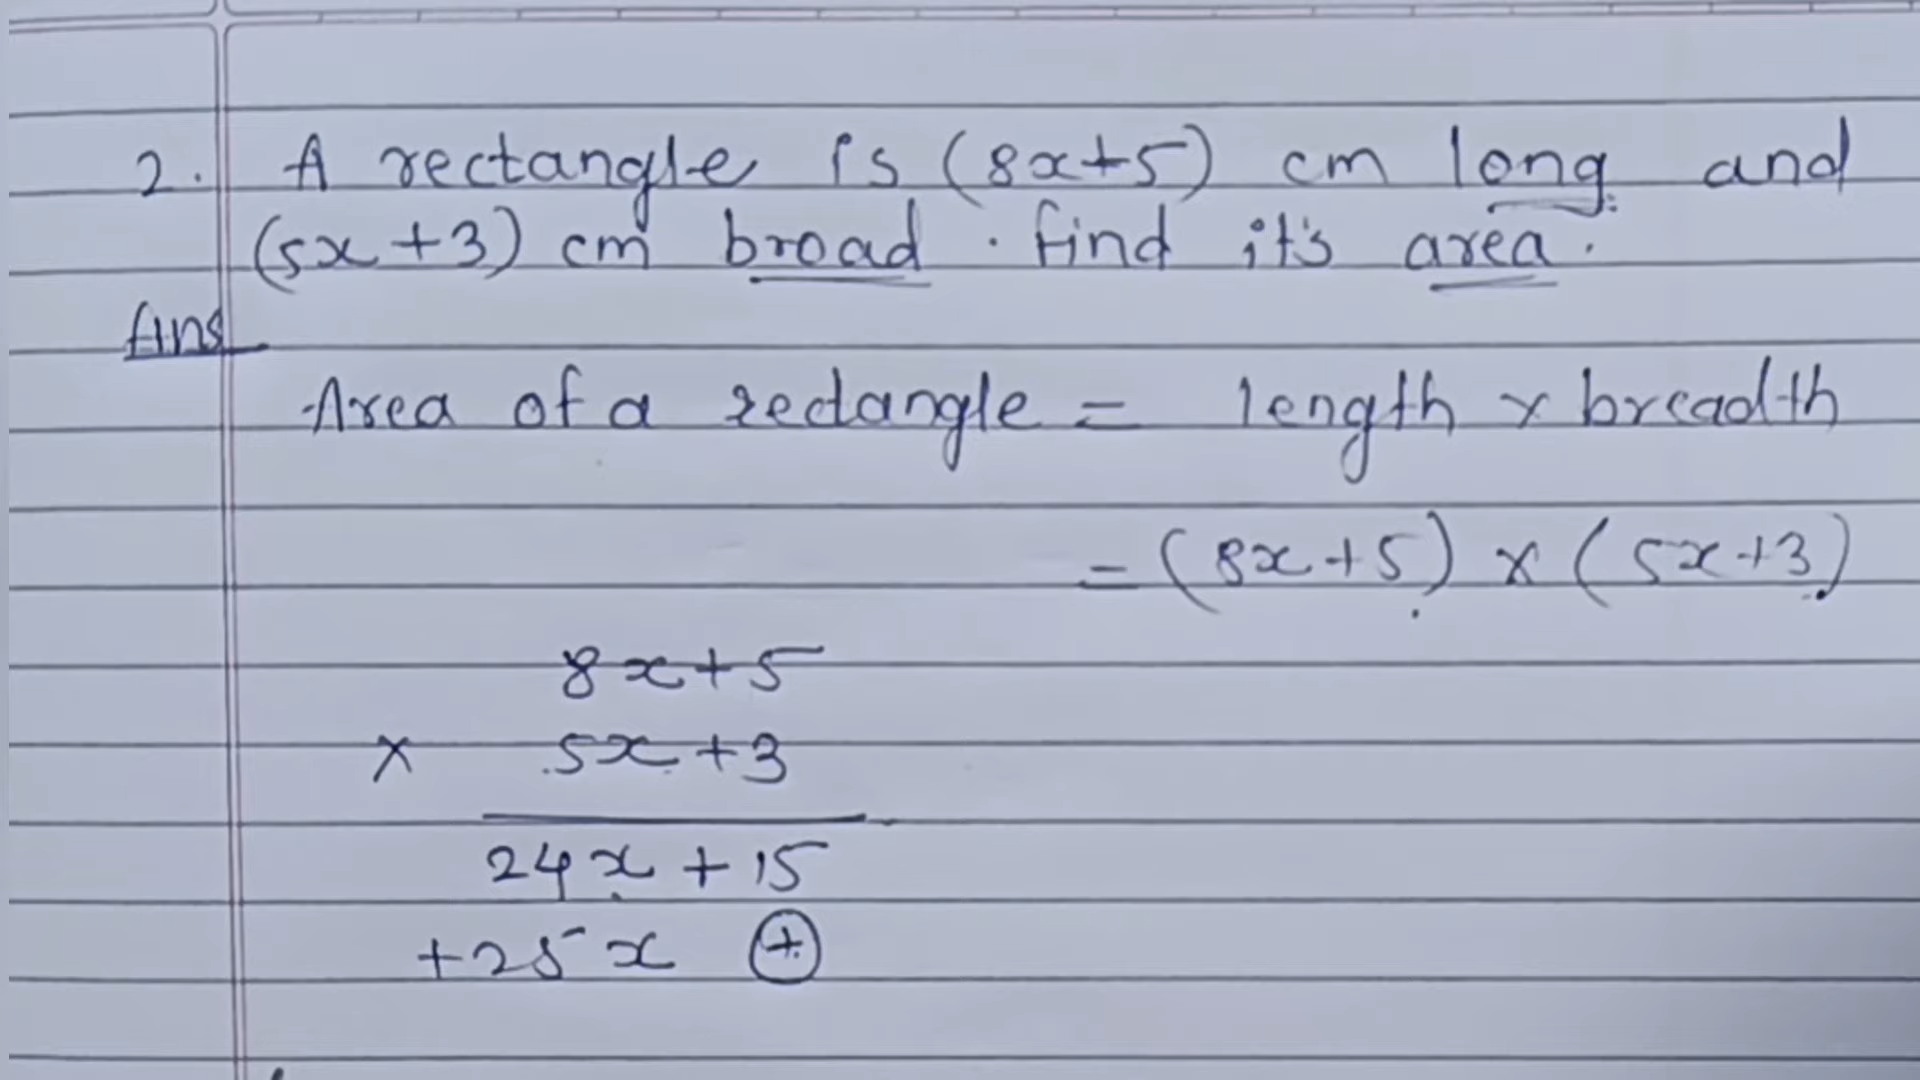 2. A rectangle is (8x+5) cm long and
(5x+3) cm broad. find it's area.
Ans
Area of a rectangle = length × breadth
= (8x+5) × (5x+3)
8x+5
× 5x+3
24x + 15
+25x ⊕